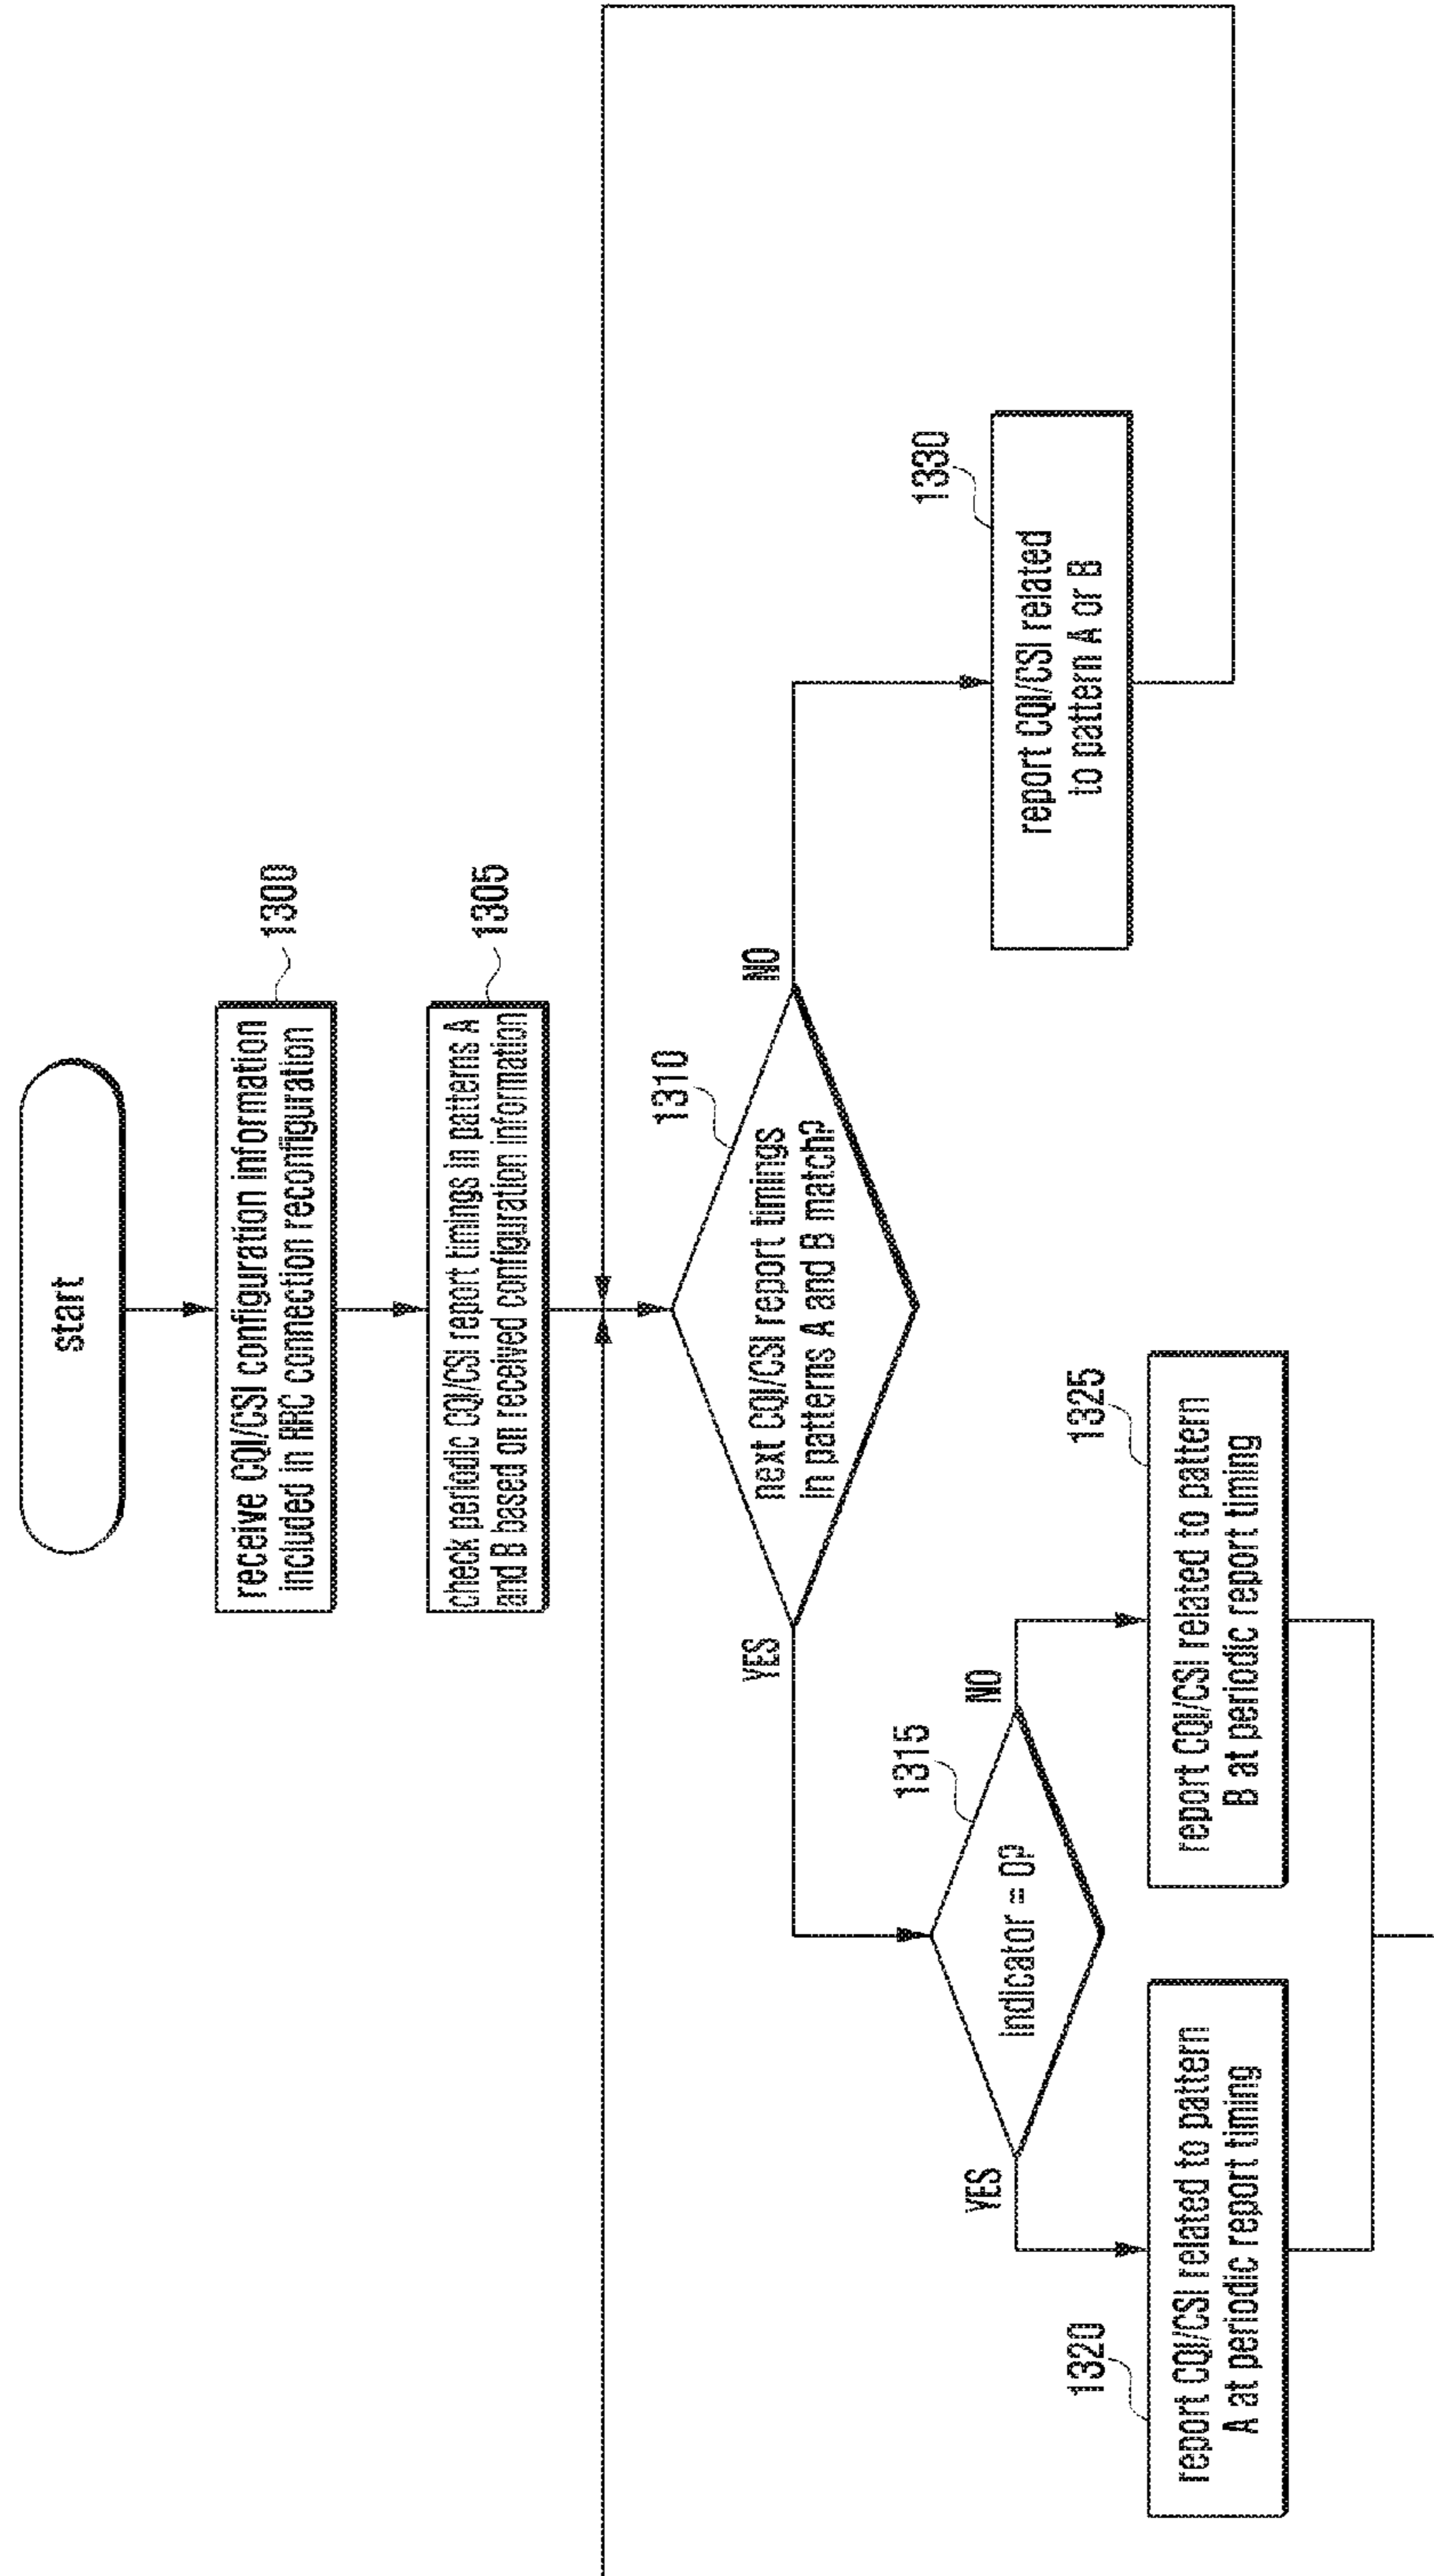 start
1300
receive CQI/CSI configuration information
included in RRC connection reconfiguration
1305
check periodic CQI/CSI report timings in patterns A
and B based on received configuration information
1310
next CQI/CSI report timings
in patterns A and B match?
YES
NO
1315
indicator = 0?
YES
NO
1320
report CQI/CSI related to pattern
A at periodic report timing
1325
report CQI/CSI related to pattern
B at periodic report timing
1330
report CQI/CSI related
to pattern A or B